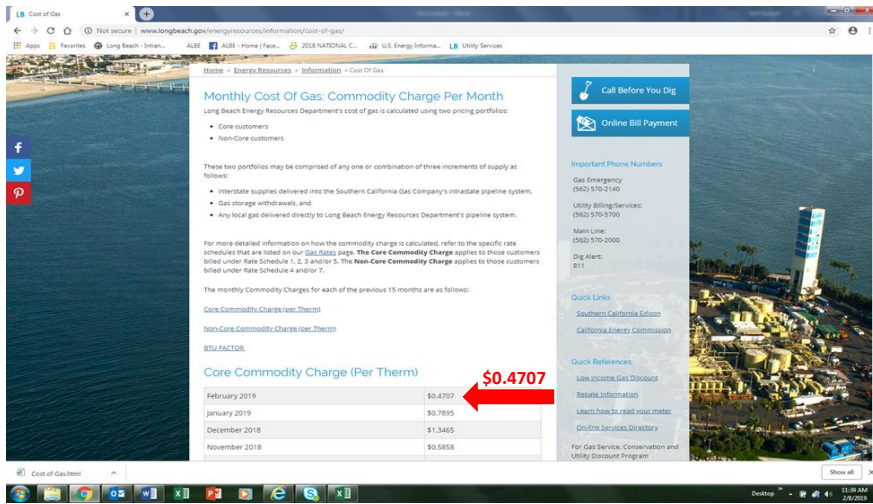 LB Cost of Gas
Not secure | www.longbeach.gov/energyresources/information/cost-of-gas/
Apps Favorites Long Beach - Intran... ALBE ALBE - Home | Face... 2018 NATIONAL C... U.S. Energy Informa... LB Utility Services
Home » Energy Resources » Information » Cost Of Gas
Monthly Cost Of Gas: Commodity Charge Per Month
Long Beach Energy Resources Department's cost of gas is calculated using two pricing portfolios:
• Core customers
• Non-Core customers
These two portfolios may be comprised of any one or combination of three increments of supply as
follows:
• Interstate supplies delivered into the Southern California Gas Company's intrastate pipeline system,
• Gas storage withdrawals, and
• Any local gas delivered directly to Long Beach Energy Resources Department's pipeline system.
For more detailed information on how the commodity charge is calculated, refer to the specific rate
schedules that are listed on our Gas Rates page. The Core Commodity Charge applies to those customers
billed under Rate Schedule 1, 2, 3 and/or 5. The Non-Core Commodity Charge applies to those customers
billed under Rate Schedule 4 and/or 7.
The monthly Commodity Charges for each of the previous 15 months are as follows:
Core Commodity Charge (per Therm)
Non-Core Commodity Charge (per Therm)
BTU FACTOR
Core Commodity Charge (Per Therm)
$0.4707
February 2019 $0.4707
January 2019 $0.7895
December 2018 $1.3465
November 2018 $0.5858
Call Before You Dig
Online Bill Payment
Important Phone Numbers
Gas Emergency
(562) 570-2140
Utility Billing/Services:
(562) 570-5700
Main Line:
(562) 570-2000
Dig Alert:
811
Quick Links
Southern California Edison
California Energy Commission
Quick References
Low Income Gas Discount
Rebate Information
Learn how to read your meter
On-line Services Directory
For Gas Service, Conservation and
Utility Discount Program
Cost of Gas.html
Show all
Desktop
11:39 AM
2/8/2019